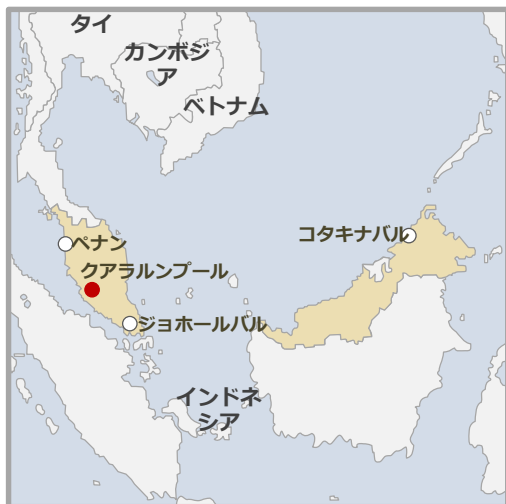 タイ
カンボジ
ア
ベトナム
コタキナバル
ペナン
クアラルンプール
ジョホールバル
インドネ
シア